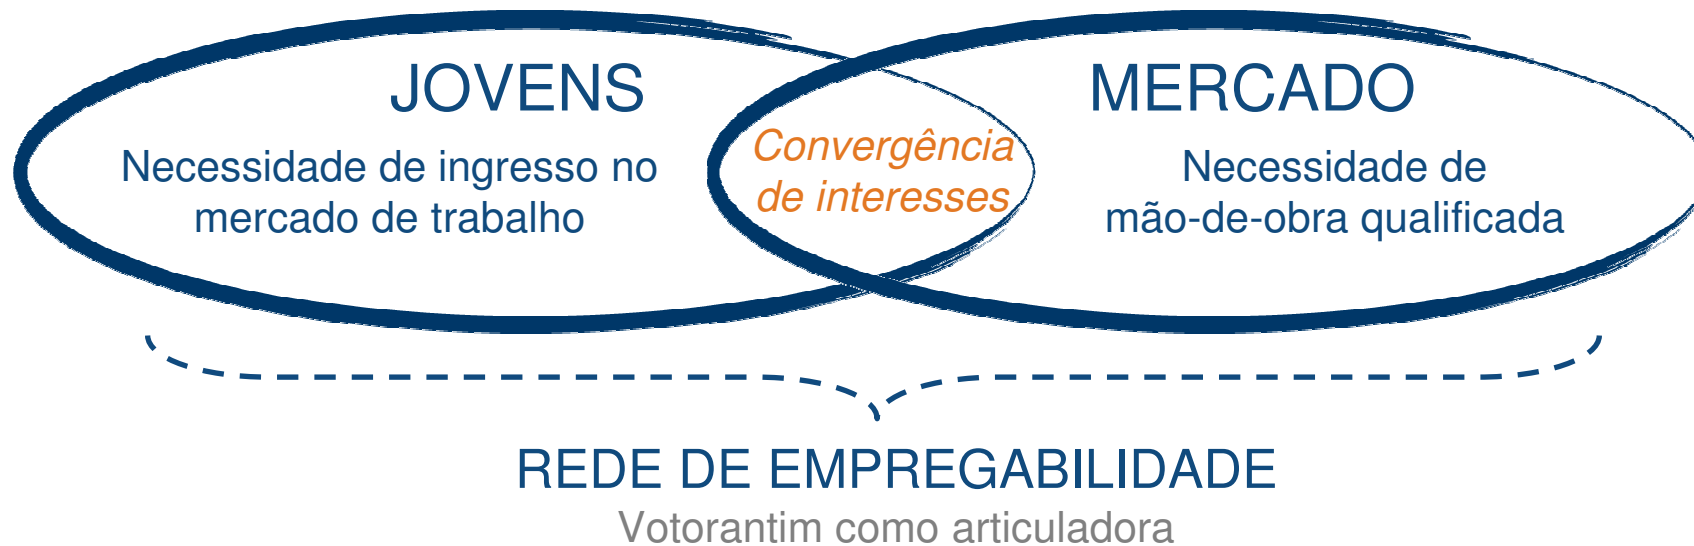 JOVENS
Necessidade de ingresso no
mercado de trabalho
Convergência
de interesses
MERCADO
Necessidade de
mão-de-obra qualificada
REDE DE EMPREGABILIDADE
Votorantim como articuladora